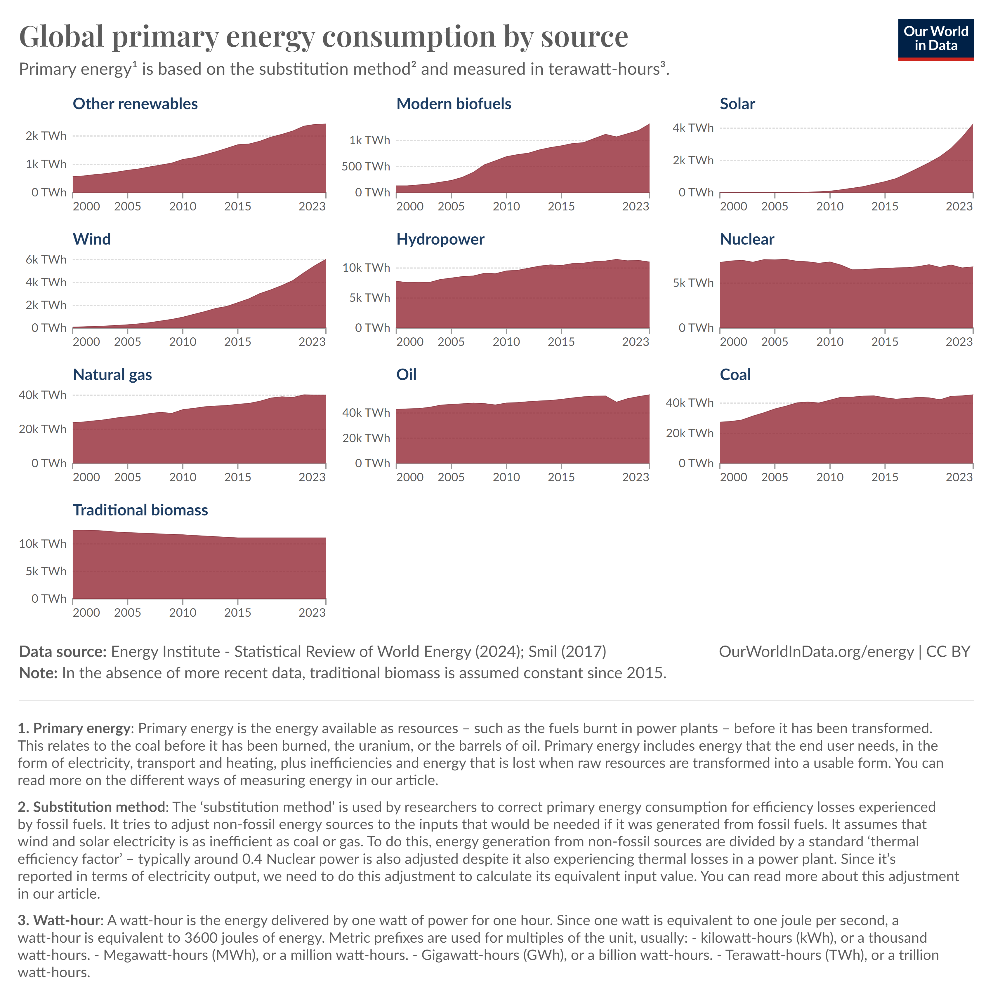 Global primary energy consumption by source
Our World
in Data
Primary energy¹ is based on the substitution method² and measured in terawatt-hours³.
Other renewables
2k TWh
1k TWh
0 TWh
2000 2005 2010 2015 2023
Modern biofuels
1k TWh
500 TWh
0 TWh
2000 2005 2010 2015 2023
Solar
4k TWh
2k TWh
0 TWh
2000 2005 2010 2015 2023
Wind
6k TWh
4k TWh
2k TWh
0 TWh
2000 2005 2010 2015 2023
Hydropower
10k TWh
5k TWh
0 TWh
2000 2005 2010 2015 2023
Nuclear
5k TWh
0 TWh
2000 2005 2010 2015 2023
Natural gas
40k TWh
20k TWh
0 TWh
2000 2005 2010 2015 2023
Oil
40k TWh
20k TWh
0 TWh
2000 2005 2010 2015 2023
Coal
40k TWh
20k TWh
0 TWh
2000 2005 2010 2015 2023
Traditional biomass
10k TWh
5k TWh
0 TWh
2000 2005 2010 2015 2023
Data source: Energy Institute - Statistical Review of World Energy (2024); Smil (2017)
OurWorldInData.org/energy | CC BY
Note: In the absence of more recent data, traditional biomass is assumed constant since 2015.
1. Primary energy: Primary energy is the energy available as resources – such as the fuels burnt in power plants – before it has been transformed.
This relates to the coal before it has been burned, the uranium, or the barrels of oil. Primary energy includes energy that the end user needs, in the
form of electricity, transport and heating, plus inefficiencies and energy that is lost when raw resources are transformed into a usable form. You can
read more on the different ways of measuring energy in our article.
2. Substitution method: The ‘substitution method’ is used by researchers to correct primary energy consumption for efficiency losses experienced
by fossil fuels. It tries to adjust non-fossil energy sources to the inputs that would be needed if it was generated from fossil fuels. It assumes that
wind and solar electricity is as inefficient as coal or gas. To do this, energy generation from non-fossil sources are divided by a standard ‘thermal
efficiency factor’ – typically around 0.4 Nuclear power is also adjusted despite it also experiencing thermal losses in a power plant. Since it’s
reported in terms of electricity output, we need to do this adjustment to calculate its equivalent input value. You can read more about this adjustment
in our article.
3. Watt-hour: A watt-hour is the energy delivered by one watt of power for one hour. Since one watt is equivalent to one joule per second, a
watt-hour is equivalent to 3600 joules of energy. Metric prefixes are used for multiples of the unit, usually: - kilowatt-hours (kWh), or a thousand
watt-hours. - Megawatt-hours (MWh), or a million watt-hours. - Gigawatt-hours (GWh), or a billion watt-hours. - Terawatt-hours (TWh), or a trillion
watt-hours.